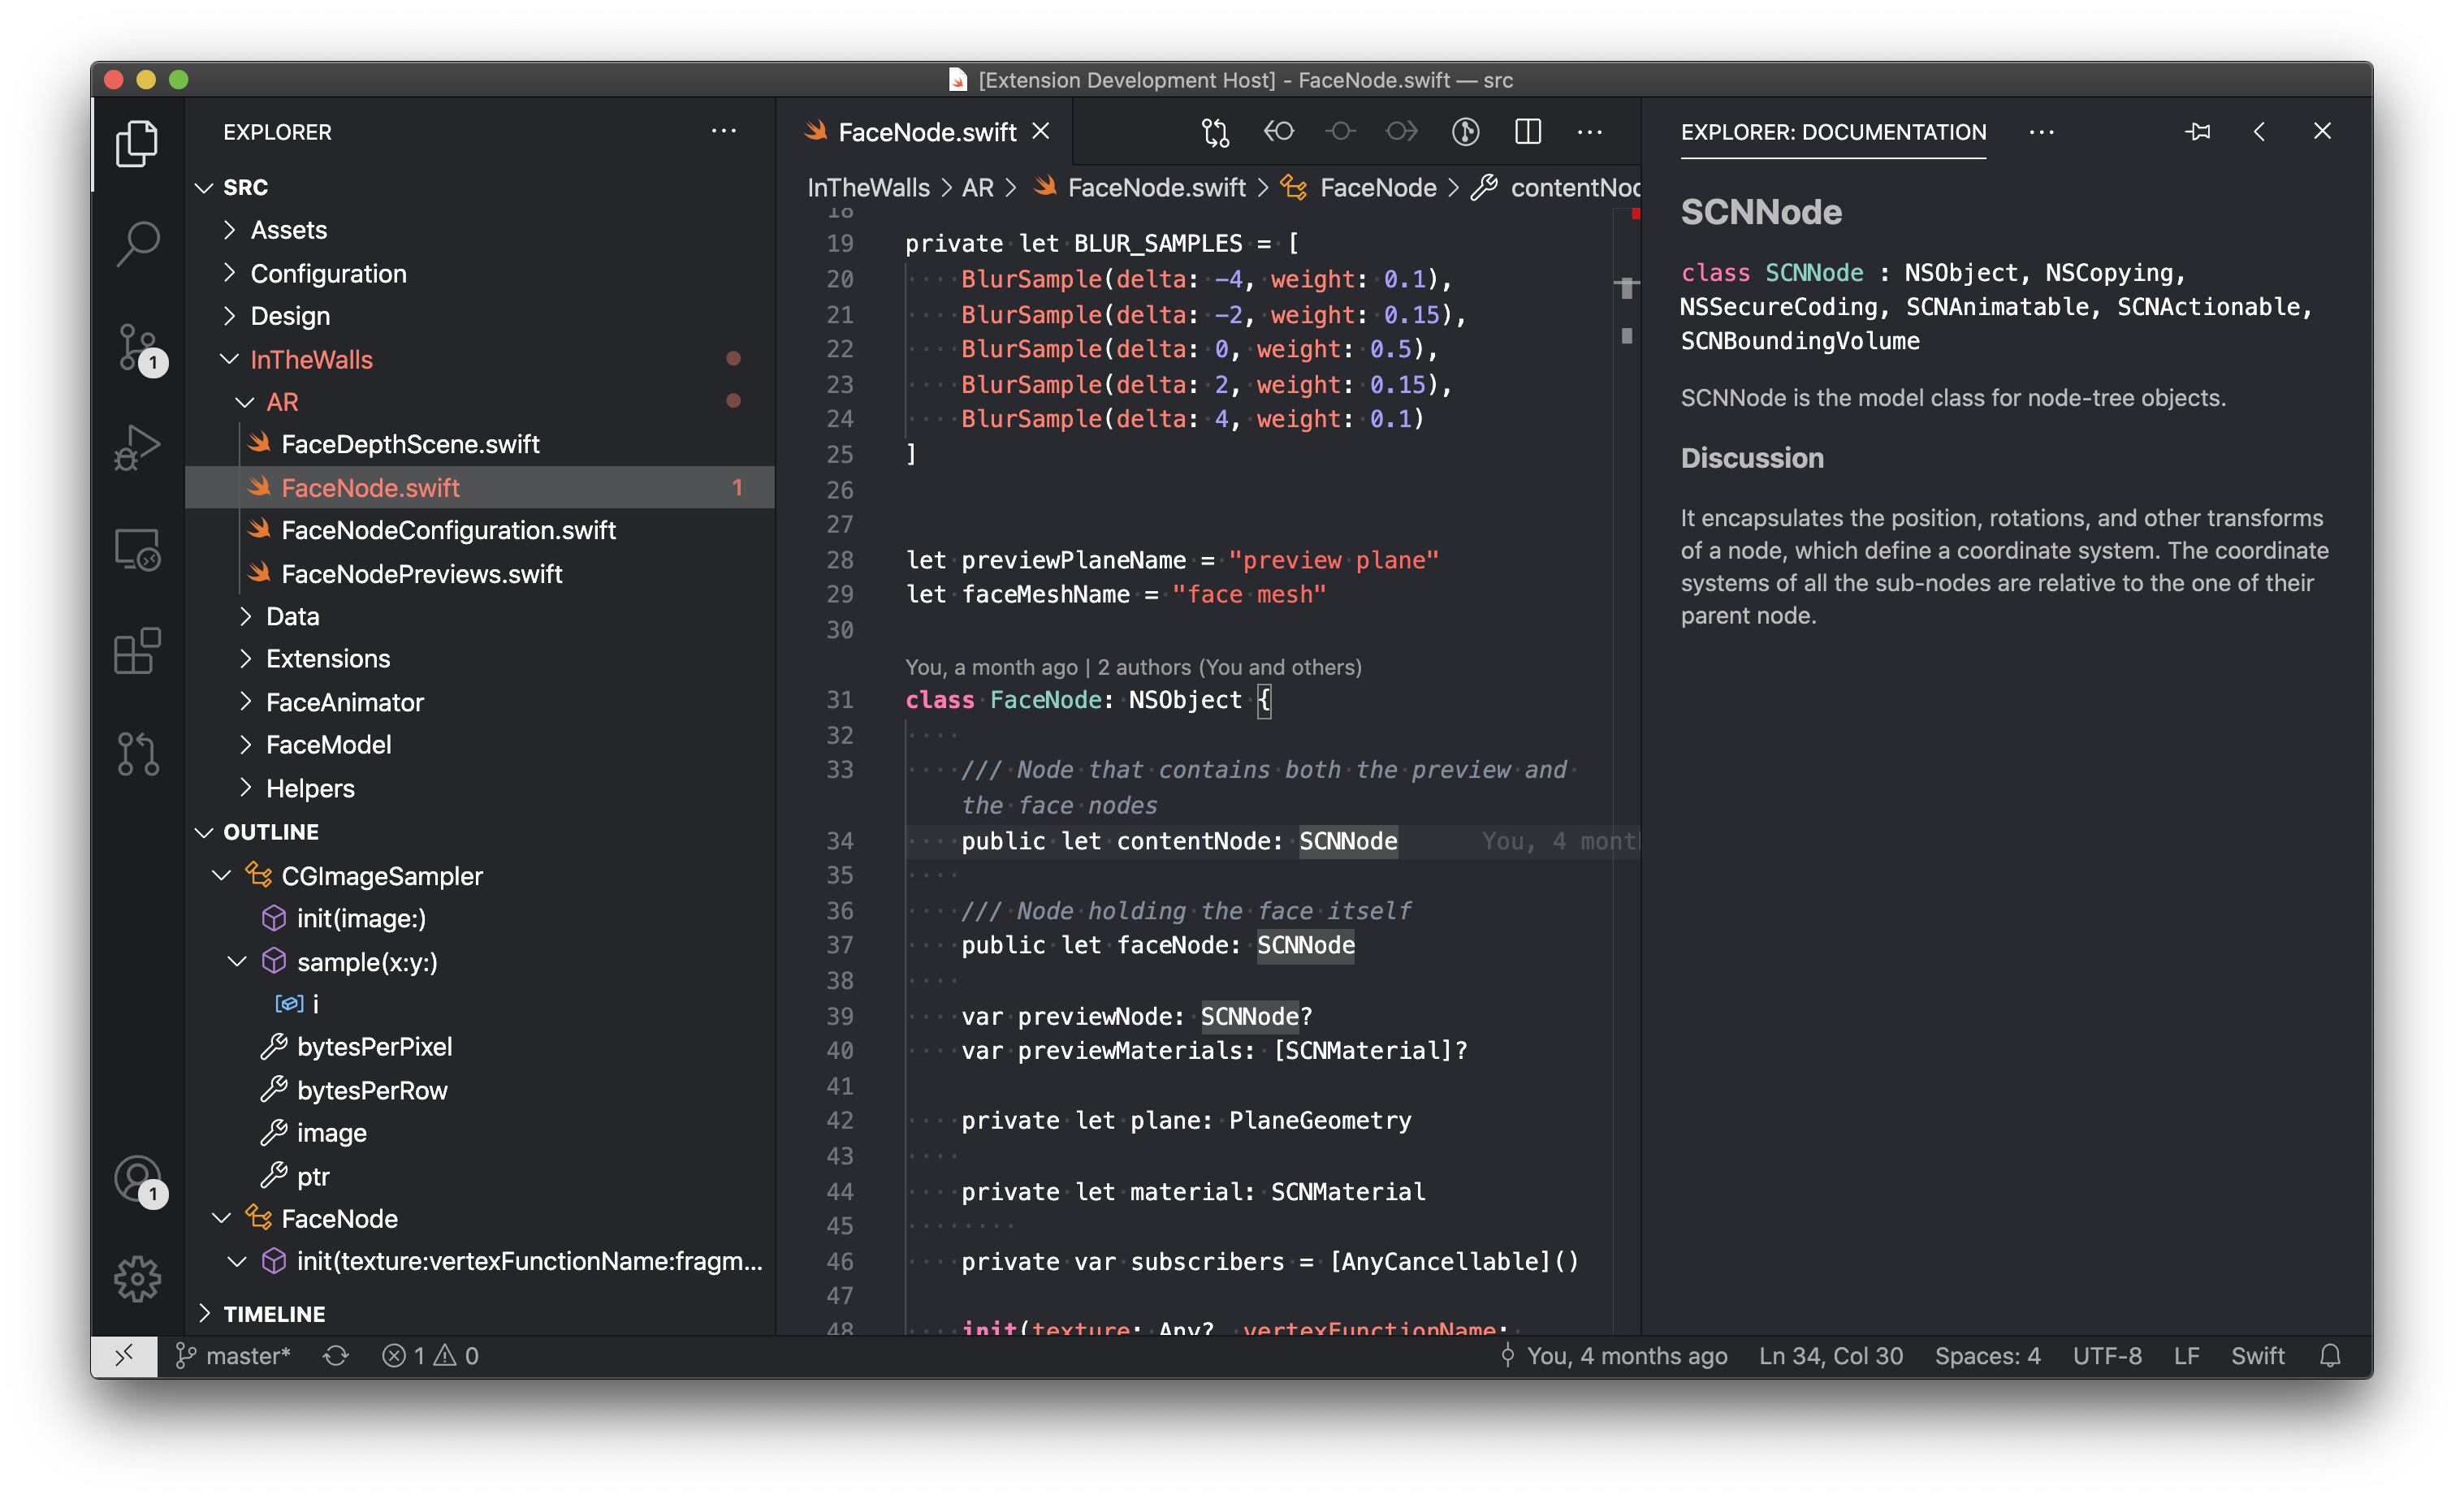 [Extension Development Host] - FaceNode.swift — src
EXPLORER
SRC
Assets
Configuration
Design
InTheWalls
AR
FaceDepthScene.swift
FaceNode.swift 1
FaceNodeConfiguration.swift
FaceNodePreviews.swift
Data
Extensions
FaceAnimator
FaceModel
Helpers
OUTLINE
CGImageSampler
init(image:)
sample(x:y:)
i
bytesPerPixel
bytesPerRow
image
ptr
FaceNode
init(texture:vertexFunctionName:fragm...
TIMELINE
1
1
FaceNode.swift
InTheWalls > AR > FaceNode.swift > FaceNode > contentNod
18
19 private let BLUR_SAMPLES = [
20 BlurSample(delta: -4, weight: 0.1),
21 BlurSample(delta: -2, weight: 0.15),
22 BlurSample(delta: 0, weight: 0.5),
23 BlurSample(delta: 2, weight: 0.15),
24 BlurSample(delta: 4, weight: 0.1)
25 ]
26
27
28 let previewPlaneName = "preview plane"
29 let faceMeshName = "face mesh"
30
You, a month ago | 2 authors (You and others)
31 class FaceNode: NSObject {
32
33 /// Node that contains both the preview and
the face nodes
34 public let contentNode: SCNNode You, 4 mont
35
36 /// Node holding the face itself
37 public let faceNode: SCNNode
38
39 var previewNode: SCNNode?
40 var previewMaterials: [SCNMaterial]?
41
42 private let plane: PlaneGeometry
43
44 private let material: SCNMaterial
45
46 private var subscribers = [AnyCancellable]()
47
48 init(texture: Any?, vertexFunctionName:
EXPLORER: DOCUMENTATION
SCNNode
class SCNNode : NSObject, NSCopying,
NSSecureCoding, SCNAnimatable, SCNActionable,
SCNBoundingVolume
SCNNode is the model class for node-tree objects.
Discussion
It encapsulates the position, rotations, and other transforms
of a node, which define a coordinate system. The coordinate
systems of all the sub-nodes are relative to the one of their
parent node.
master* 1 0 You, 4 months ago Ln 34, Col 30 Spaces: 4 UTF-8 LF Swift